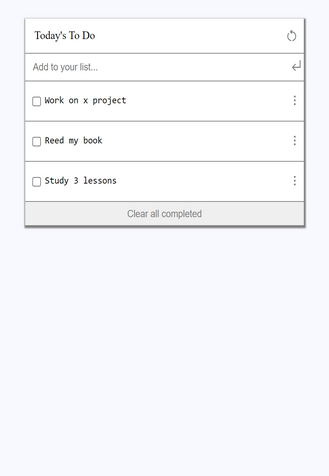 Today's To Do
Add to your list...
Work on x project
Reed my book
Study 3 lessons
Clear all completed